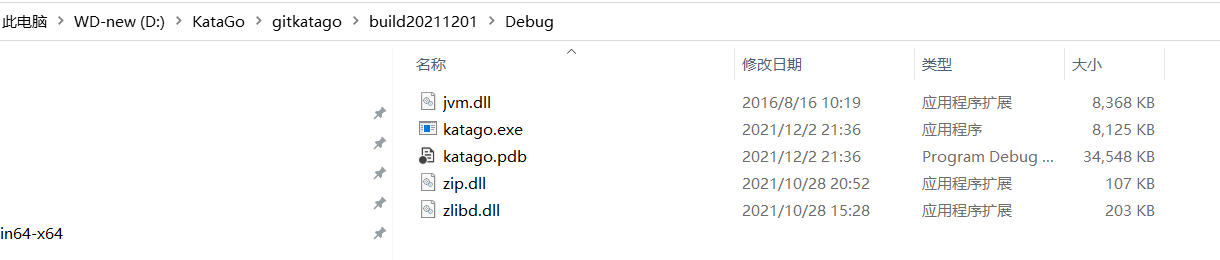 此电脑 > WD-new (D:) > KataGo > gitkatago > build20211201 > Debug
名称 修改日期 类型 大小
jvm.dll 2016/8/16 10:19 应用程序扩展 8,368 KB
katago.exe 2021/12/2 21:36 应用程序 8,125 KB
katago.pdb 2021/12/2 21:36 Program Debug ... 34,548 KB
zip.dll 2021/10/28 20:52 应用程序扩展 107 KB
zlibd.dll 2021/10/28 15:28 应用程序扩展 203 KB
in64-x64